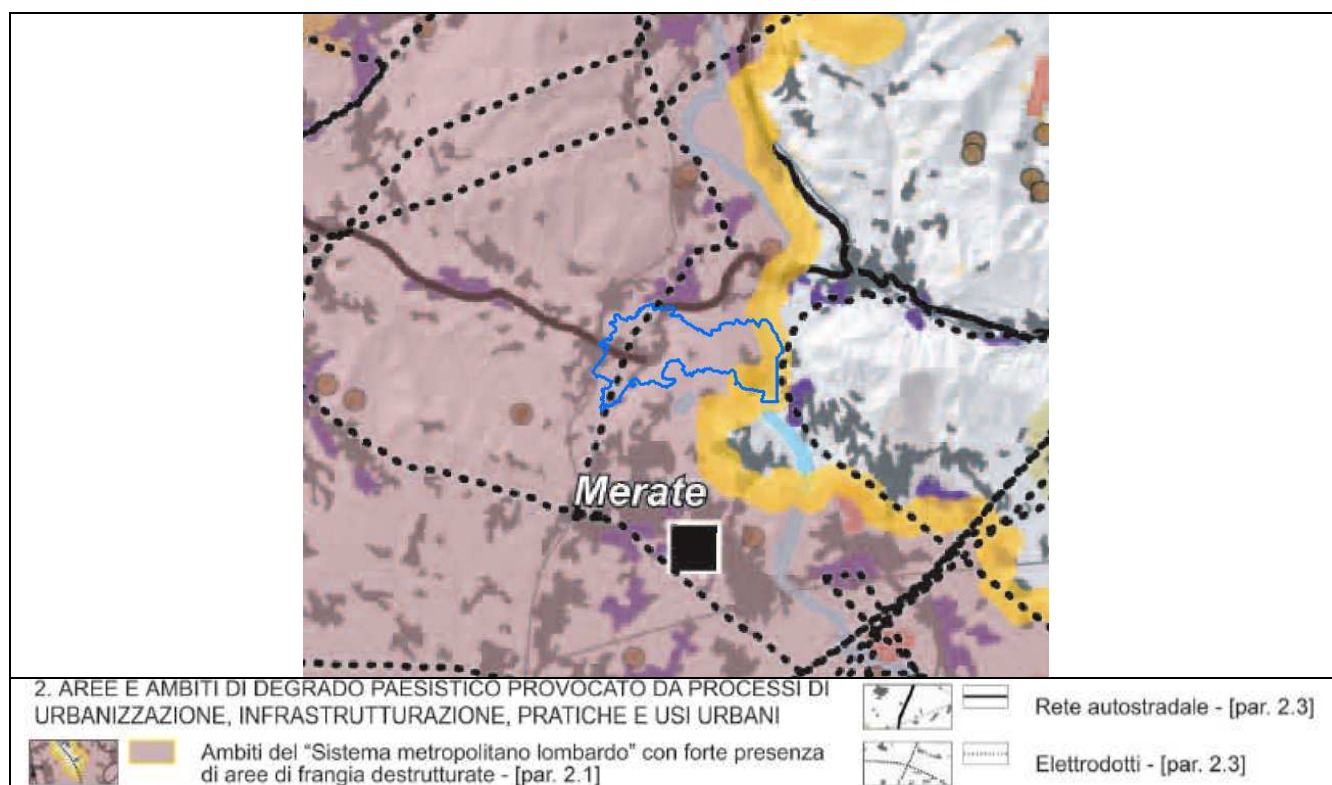 Merate
2. AREE E AMBITI DI DEGRADO PAESISTICO PROVOCATO DA PROCESSI DI
URBANIZZAZIONE, INFRASTRUTTURAZIONE, PRATICHE E USI URBANI
Ambiti del “Sistema metropolitano lombardo” con forte presenza
di aree di frangia destrutturate - [par. 2.1]
Rete autostradale - [par. 2.3]
Elettrodotti - [par. 2.3]